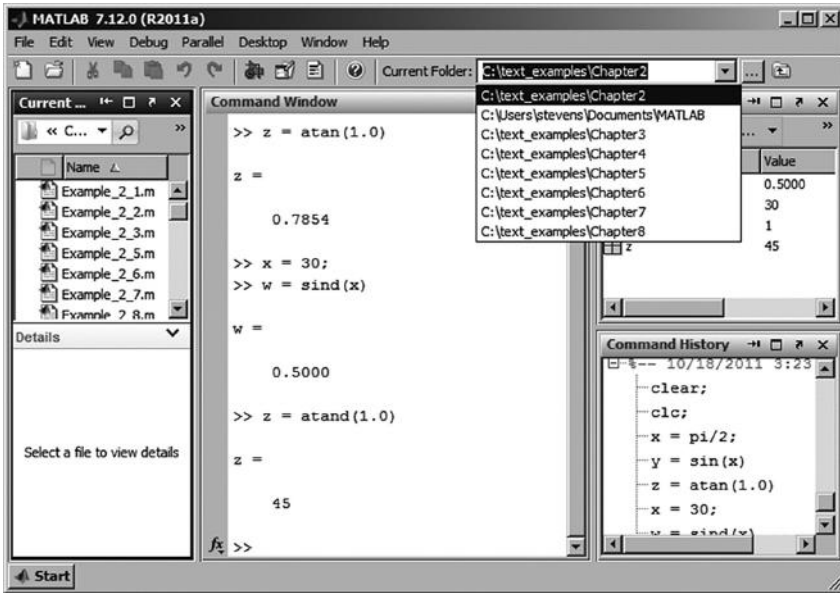 MATLAB 7.12.0 (R2011a)
File Edit View Debug Parallel Desktop Window Help
Current Folder: C:\text_examples\Chapter2
C:\text_examples\Chapter2
C:\Users\stevens\Documents\MATLAB
C:\text_examples\Chapter3
C:\text_examples\Chapter4
C:\text_examples\Chapter5
C:\text_examples\Chapter6
C:\text_examples\Chapter7
C:\text_examples\Chapter8
Current ...
« C...
»
Name
Example_2_1.m
Example_2_2.m
Example_2_3.m
Example_2_5.m
Example_2_6.m
Example_2_7.m
Example_2_8.m
Details
Select a file to view details
Command Window
>> z = atan(1.0)
z =
0.7854
>> x = 30;
>> w = sind(x)
w =
0.5000
>> z = atand(1.0)
z =
45
fx >>
... »
Value
0.5000
30
1
z 45
Command History
%-- 10/18/2011 3:23
clear;
clc;
x = pi/2;
y = sin(x)
z = atan(1.0)
x = 30;
w = sind(x)
Start